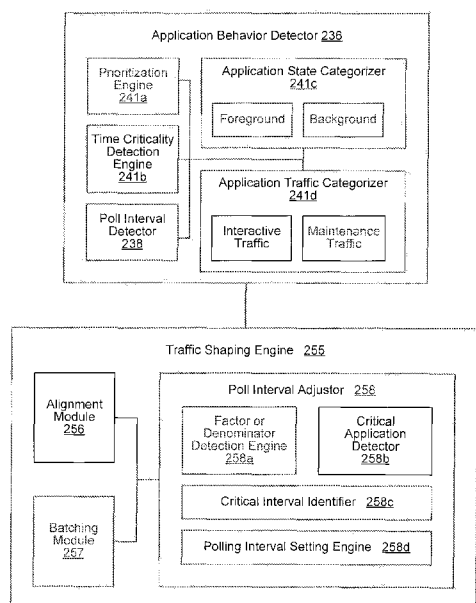 Application Behavior Detector 236
Prioritization
Engine
241a
Time Criticality
Detection
Engine
241b
Poll Interval
Detector
238
Application State Categorizer
241c
Foreground
Background
Application Traffic Categorizer
241d
Interactive
Traffic
Maintenance
Traffic
Traffic Shaping Engine 255
Alignment
Module
256
Batching
Module
257
Poll Interval Adjustor 258
Factor or
Denominator
Detection Engine
258a
Critical
Application
Detector
258b
Critical Interval Identifier 258c
Polling Interval Setting Engine 258d